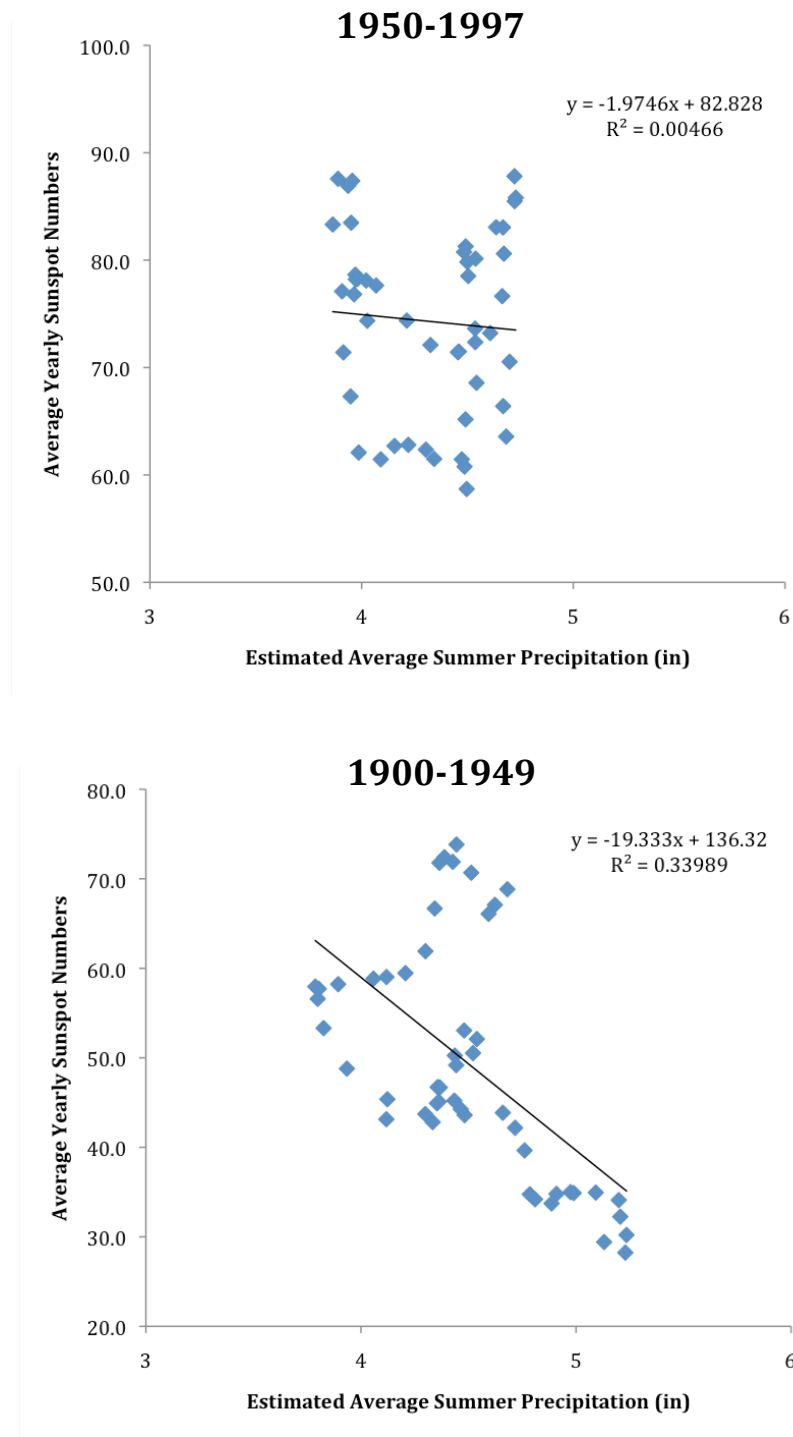 1950-1997
100.0
y = -1.9746x + 82.828
R² = 0.00466
90.0
80.0
70.0
60.0
50.0
Average Yearly Sunspot Numbers
3 4 5 6
Estimated Average Summer Precipitation (in)
1900-1949
80.0
y = -19.333x + 136.32
R² = 0.33989
70.0
60.0
50.0
40.0
30.0
20.0
Average Yearly Sunspot Numbers
3 4 5 6
Estimated Average Summer Precipitation (in)